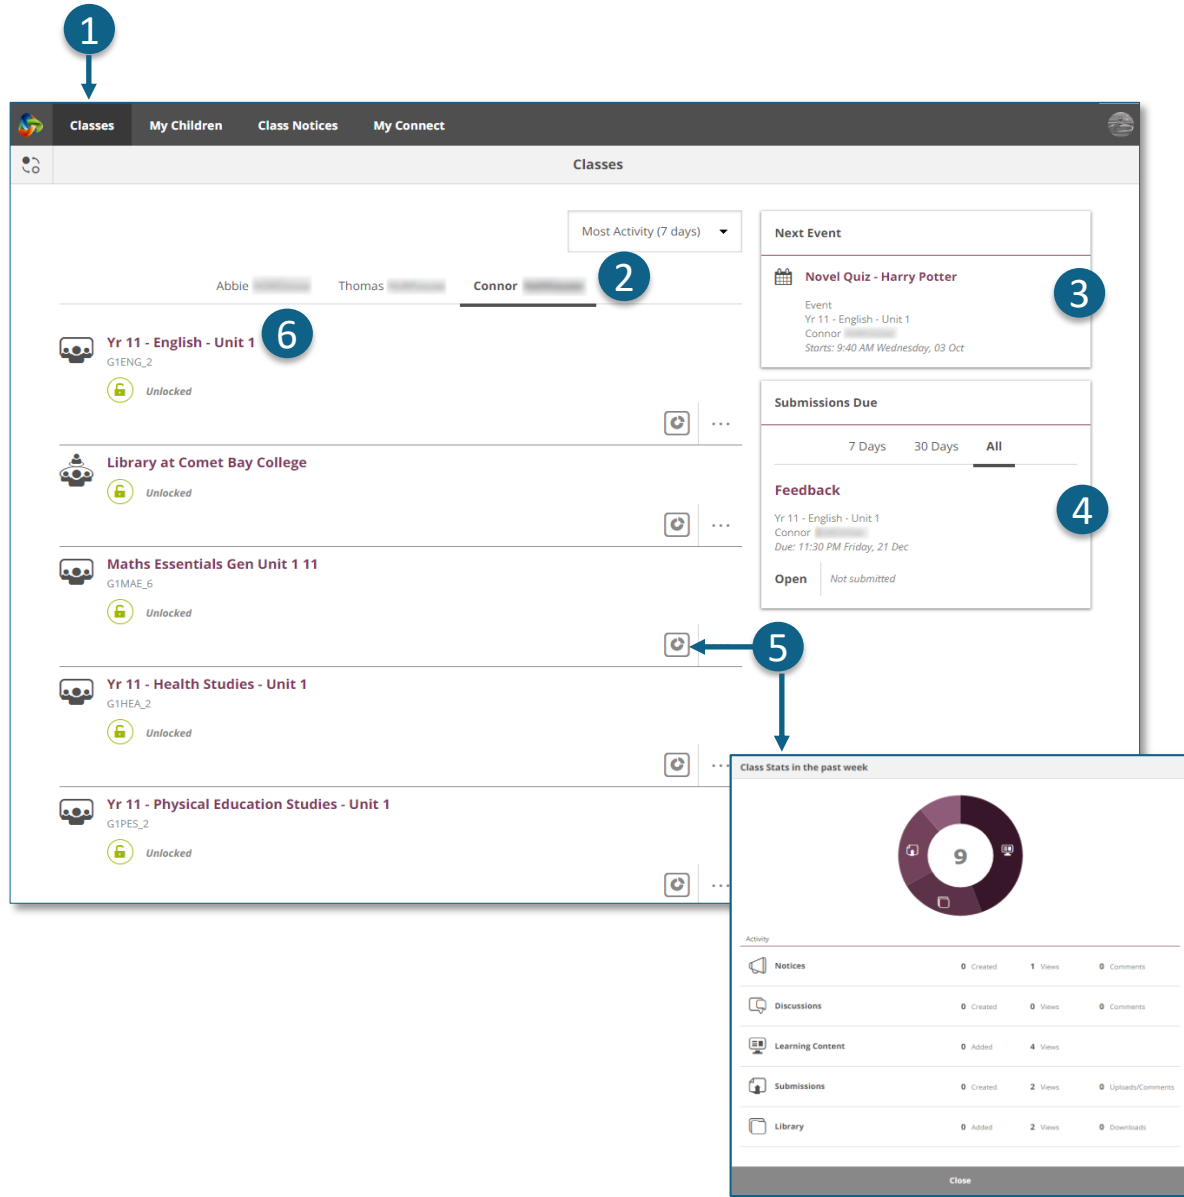 1
Classes My Children Class Notices My Connect
Classes
Most Activity (7 days)
2
Abbie Thomas Connor
6
Yr 11 - English - Unit 1
G1ENG_2
Unlocked
...
Library at Comet Bay College
Unlocked
...
Maths Essentials Gen Unit 1 11
G1MAE_6
Unlocked
Yr 11 - Health Studies - Unit 1
G1HEA_2
Unlocked
...
Yr 11 - Physical Education Studies - Unit 1
G1PES_2
Unlocked
...
Next Event
Novel Quiz - Harry Potter
3
Event
Yr 11 - English - Unit 1
Connor
Starts: 9:40 AM Wednesday, 03 Oct
Submissions Due
7 Days 30 Days All
Feedback
4
Yr 11 - English - Unit 1
Connor
Due: 11:30 PM Friday, 21 Dec
Open Not submitted
5
Class Stats in the past week
9
Activity
Notices 0 Created 1 Views 0 Comments
Discussions 0 Created 0 Views 0 Comments
Learning Content 0 Added 4 Views
Submissions 0 Created 2 Views 0 Uploads/Comments
Library 0 Added 2 Views 0 Downloads
Close